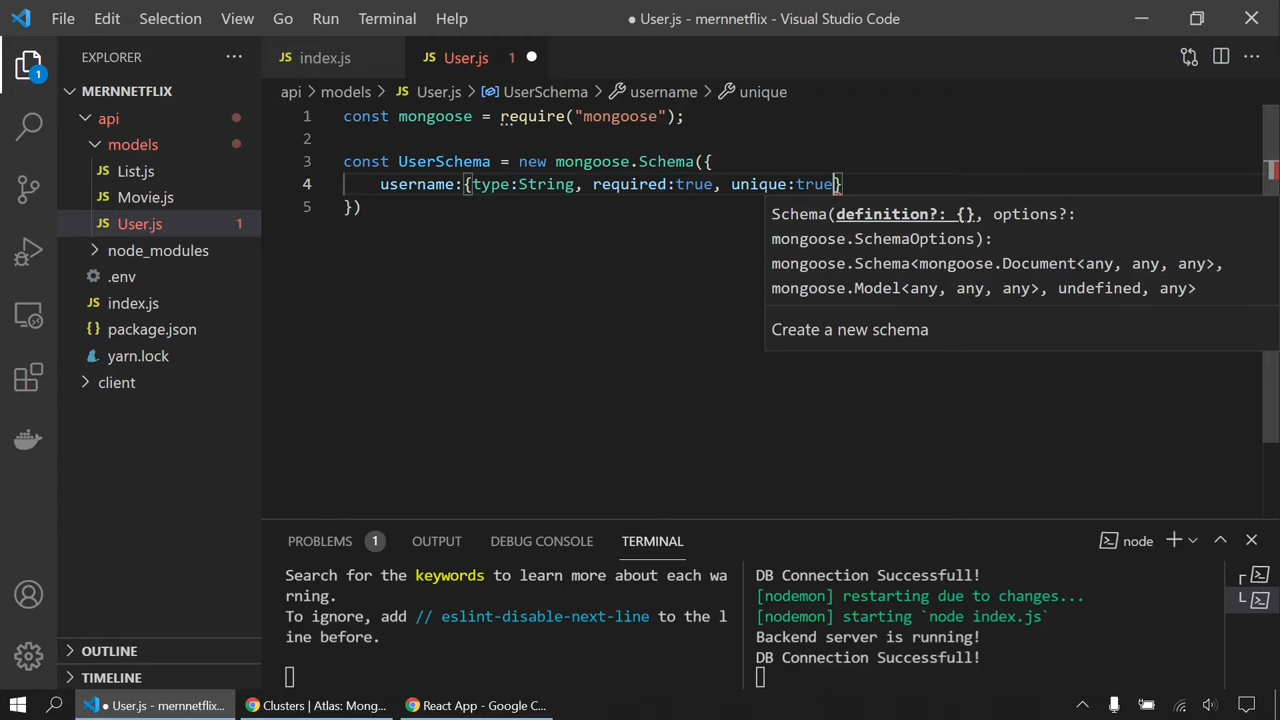 File Edit Selection View Go Run Terminal Help
● User.js - mernnetflix - Visual Studio Code
EXPLORER
MERNNETFLIX
api
models
List.js
Movie.js
User.js 1
node_modules
.env
index.js
package.json
yarn.lock
client
OUTLINE
TIMELINE
1
JS index.js
JS User.js 1
api > models > JS User.js > UserSchema > username > unique
1 const mongoose = require("mongoose");
2
3 const UserSchema = new mongoose.Schema({
4 username:{type:String, required:true, unique:true}
5 })
Schema(definition?: {}, options?:
mongoose.SchemaOptions):
mongoose.Schema<mongoose.Document<any, any, any>,
mongoose.Model<any, any, any>, undefined, any>
Create a new schema
PROBLEMS 1 OUTPUT DEBUG CONSOLE TERMINAL
node
Search for the keywords to learn more about each wa
rning.
To ignore, add // eslint-disable-next-line to the l
ine before.
DB Connection Successfull!
[nodemon] restarting due to changes...
[nodemon] starting `node index.js`
Backend server is running!
DB Connection Successfull!
● User.js - mernnetflix...
Clusters | Atlas: Mong...
React App - Google C...